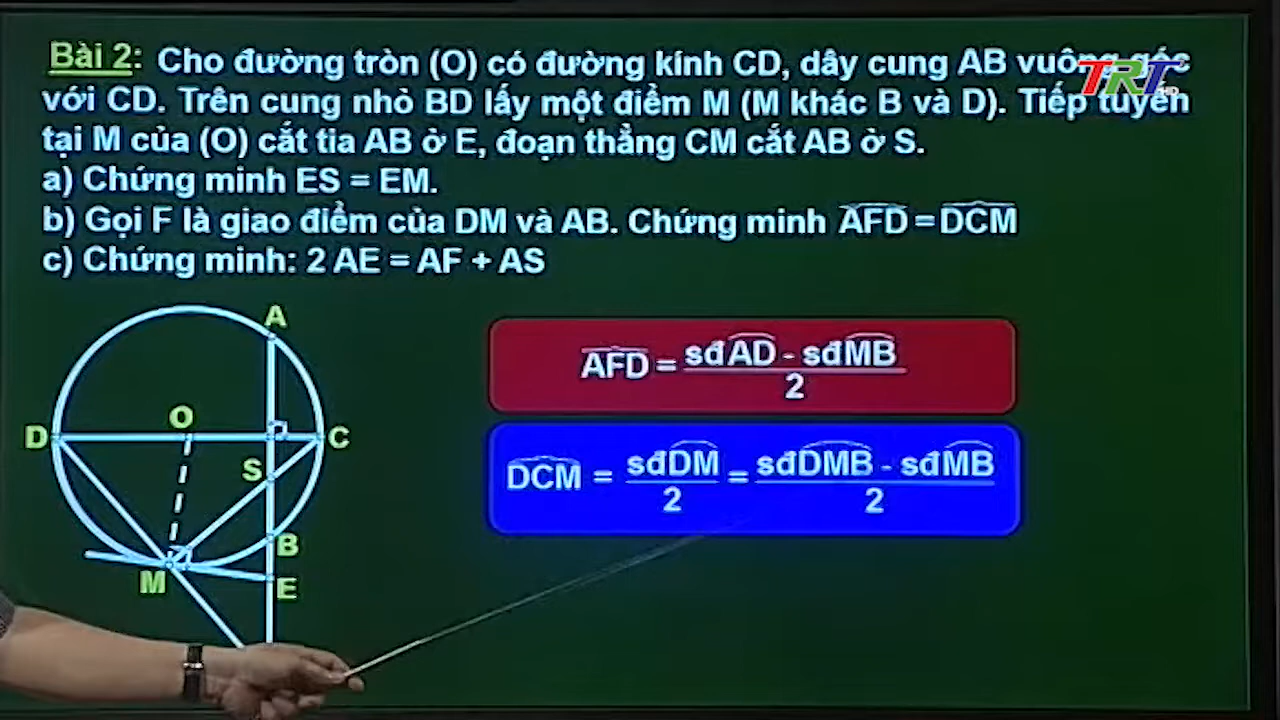 Bài 2: Cho đường tròn (O) có đường kính CD, dây cung AB vuông góc
với CD. Trên cung nhỏ BD lấy một điểm M (M khác B và D). Tiếp tuyến
tại M của (O) cắt tia AB ở E, đoạn thẳng CM cắt AB ở S.
a) Chứng minh ES = EM.
b) Gọi F là giao điểm của DM và AB. Chứng minh AFD = DCM
c) Chứng minh: 2 AE = AF + AS
TRT HD
A
O
D
C
S
B
M
E
AFD = sđAD - sđMB
2
DCM = sđDM = sđDMB - sđMB
2 2